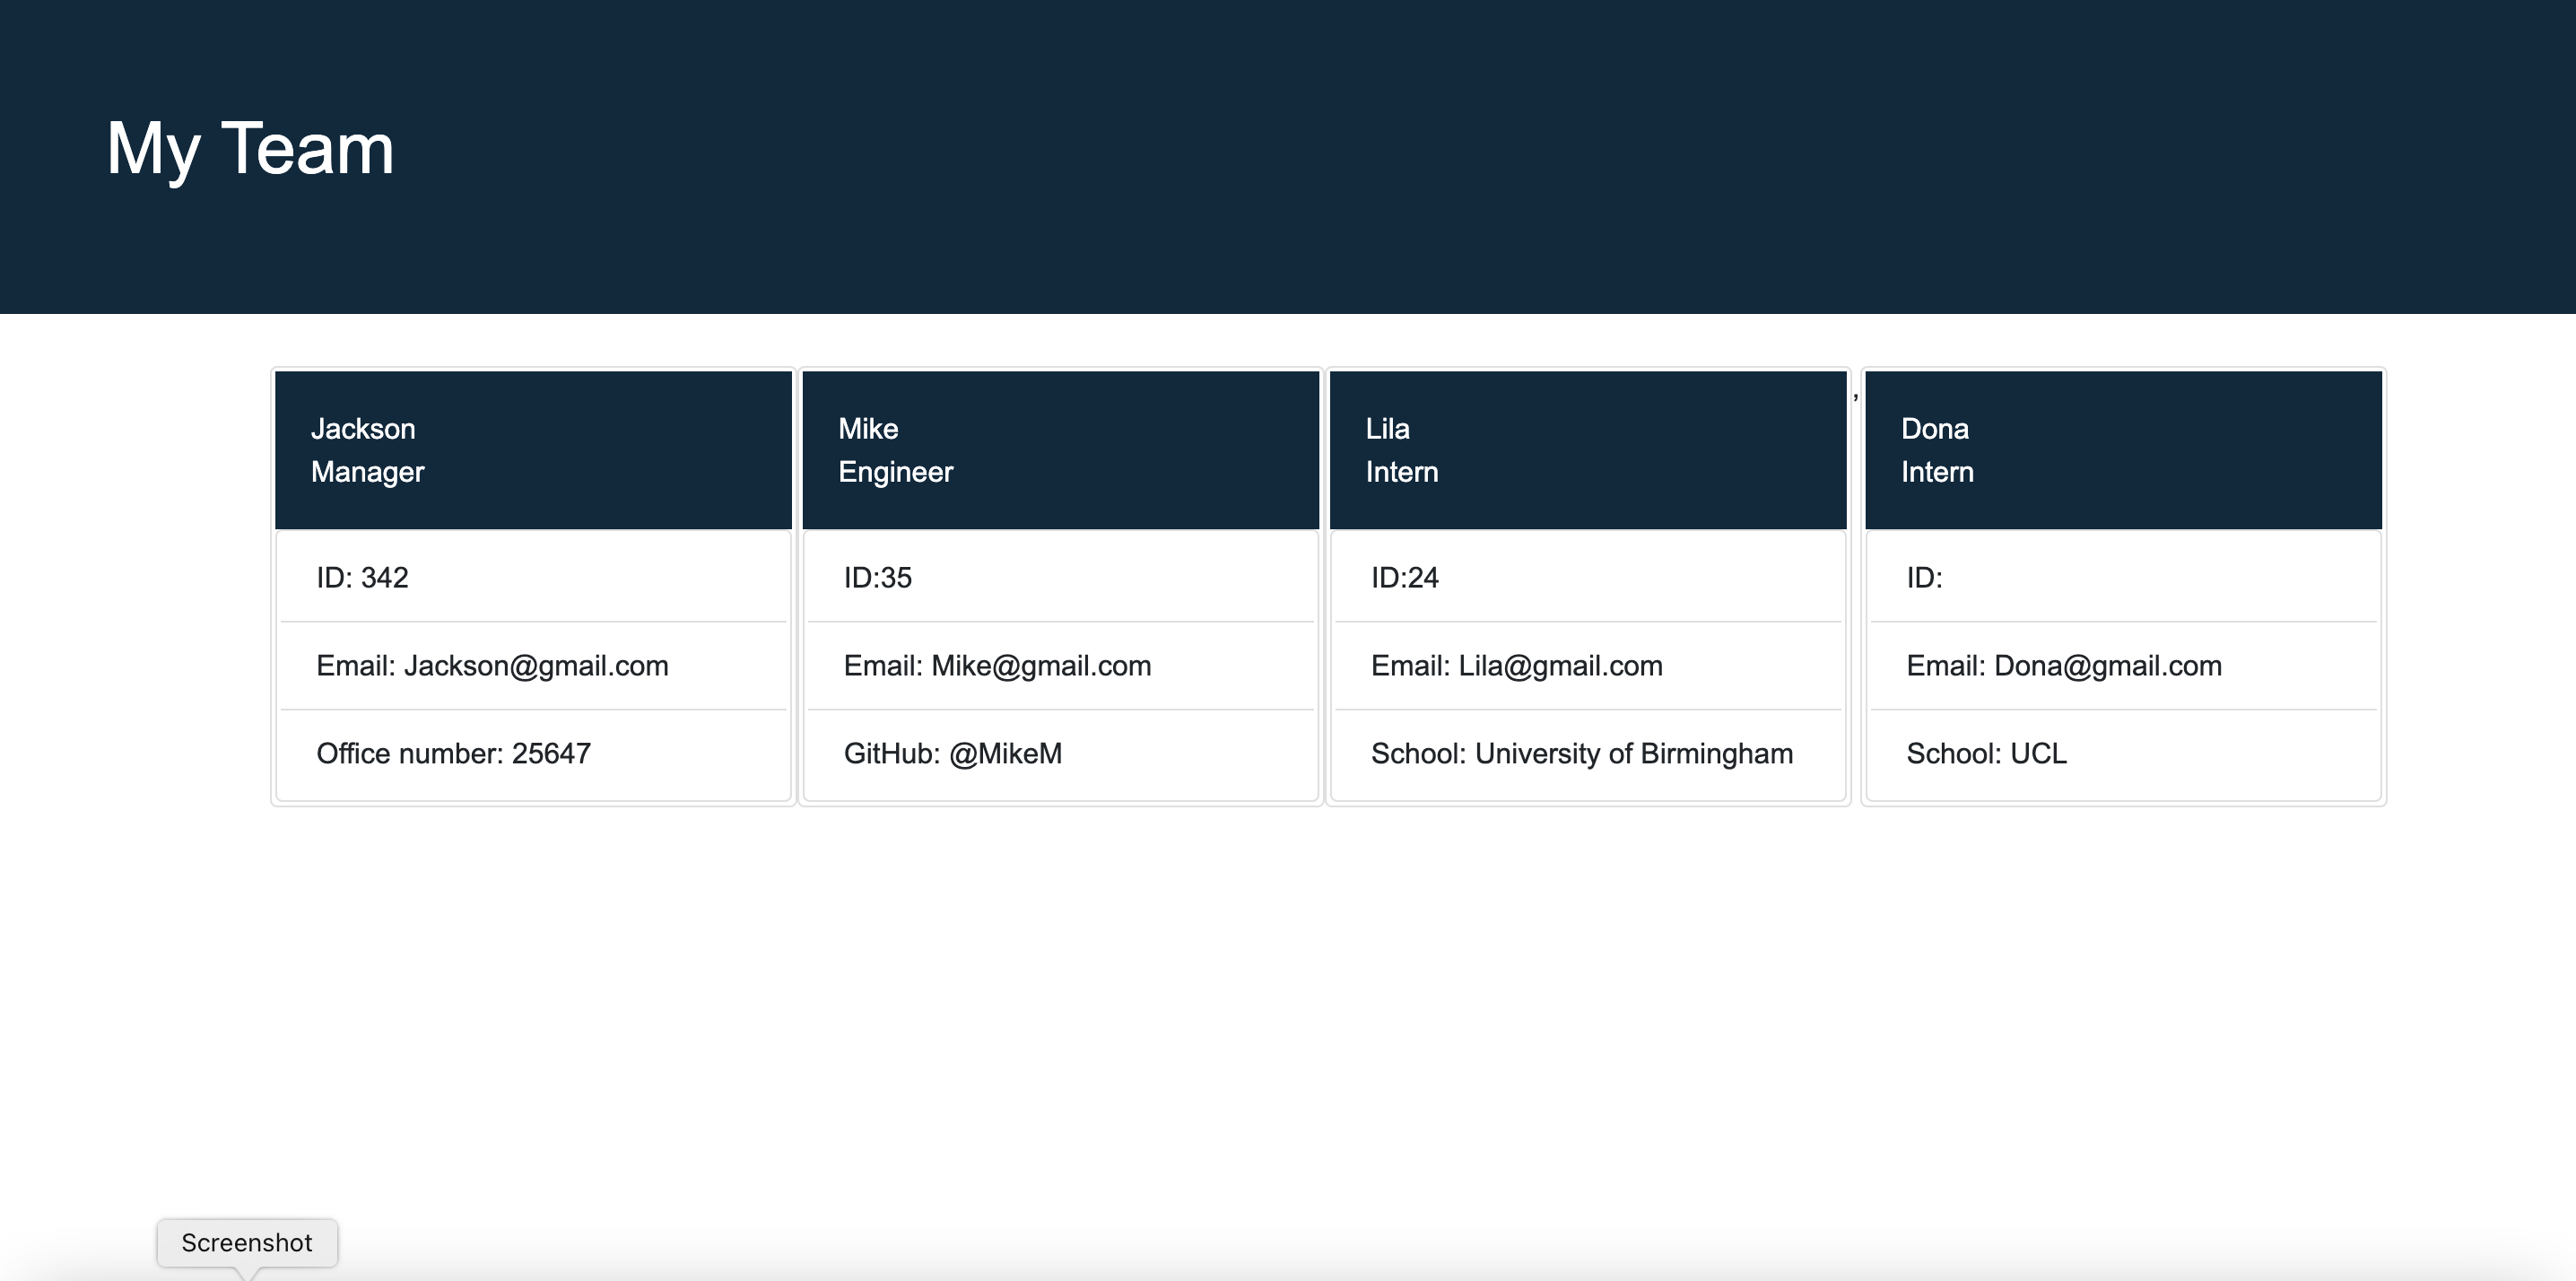 My Team
Jackson
Manager
ID: 342
Email: Jackson@gmail.com
Office number: 25647
Mike
Engineer
ID:35
Email: Mike@gmail.com
GitHub: @MikeM
Lila
Intern
ID:24
Email: Lila@gmail.com
School: University of Birmingham
,
Dona
Intern
ID:
Email: Dona@gmail.com
School: UCL
Screenshot